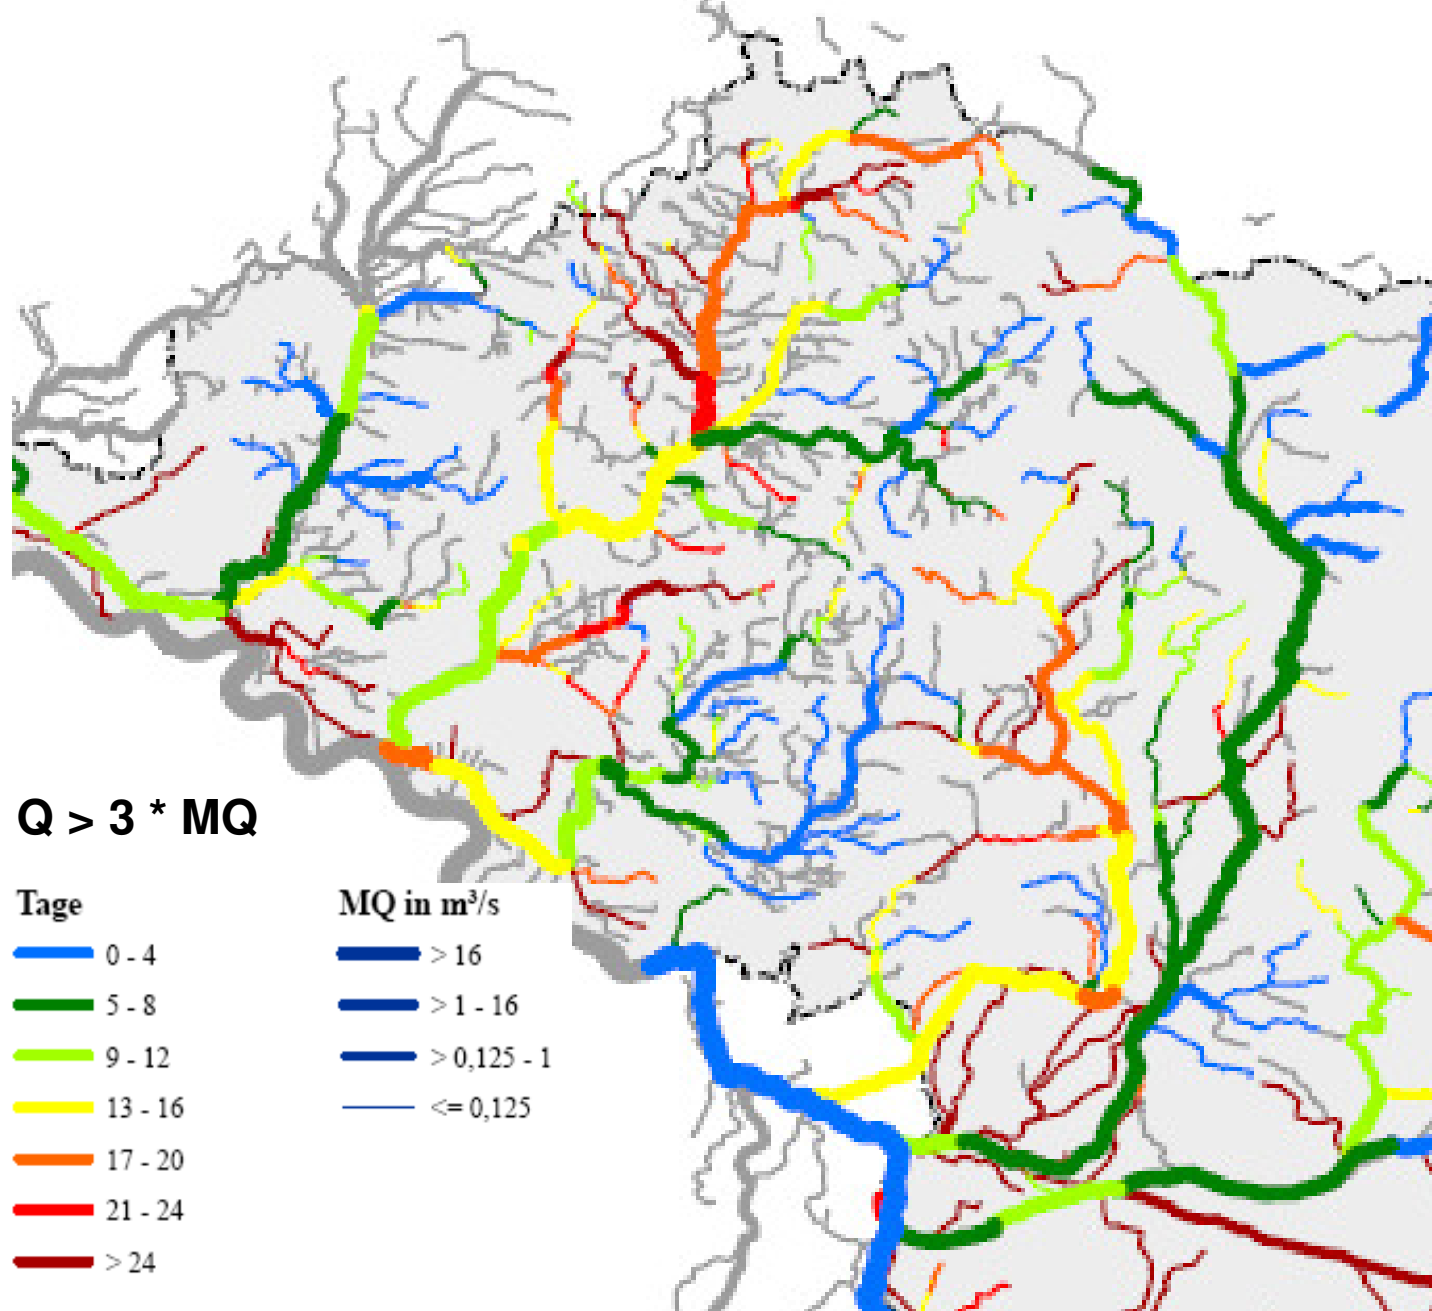 Q > 3 * MQ
Tage
0 - 4
5 - 8
9 - 12
13 - 16
17 - 20
21 - 24
> 24
MQ in m³/s
> 16
> 1 - 16
> 0,125 - 1
<= 0,125